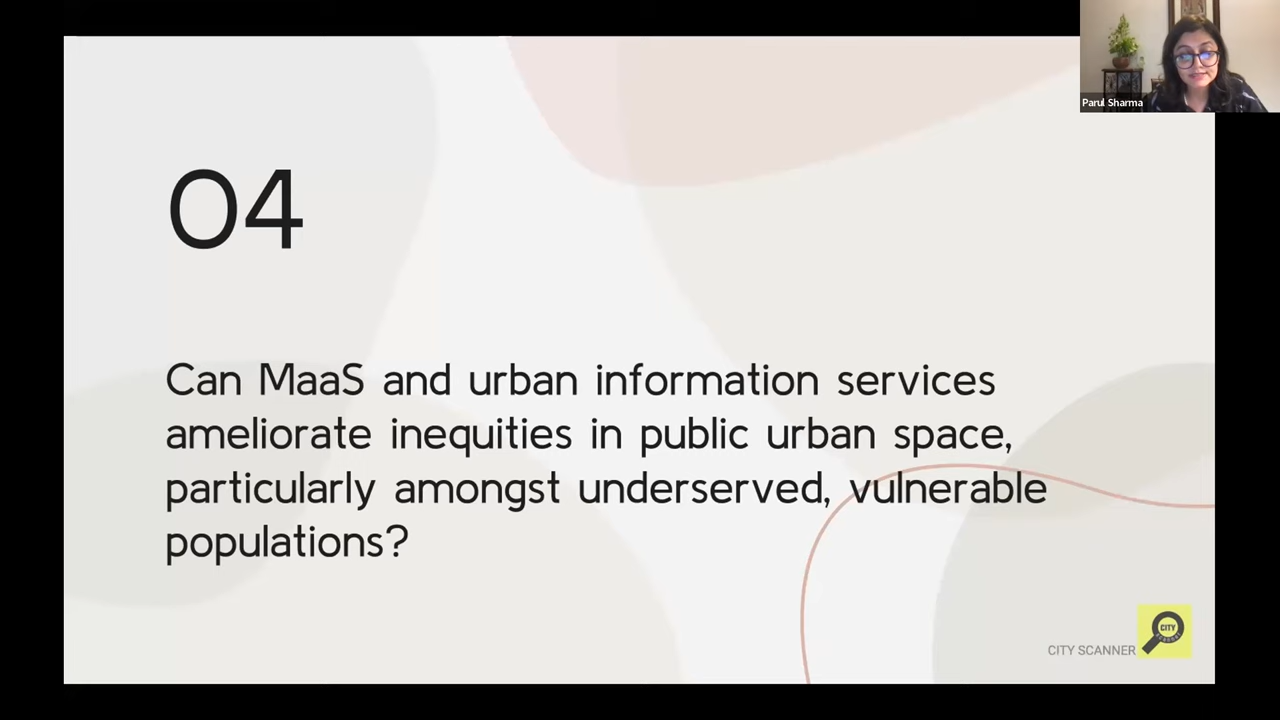 Parul Sharma
04
Can MaaS and urban information services
ameliorate inequities in public urban space,
particularly amongst underserved, vulnerable
populations?
CITY SCANNER
CITY